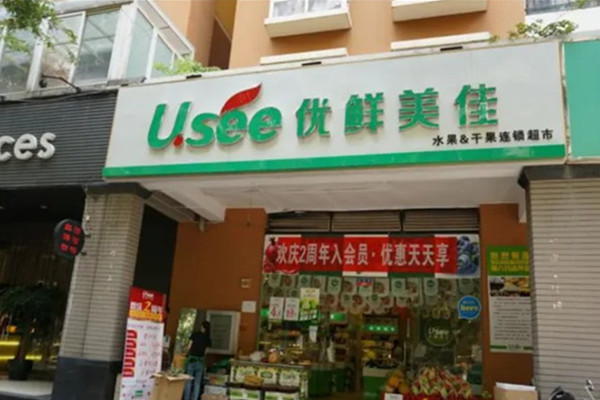 ces
U.see 优鲜美佳
水果&干果连锁超市
欢庆2周年入会员·优惠天天享